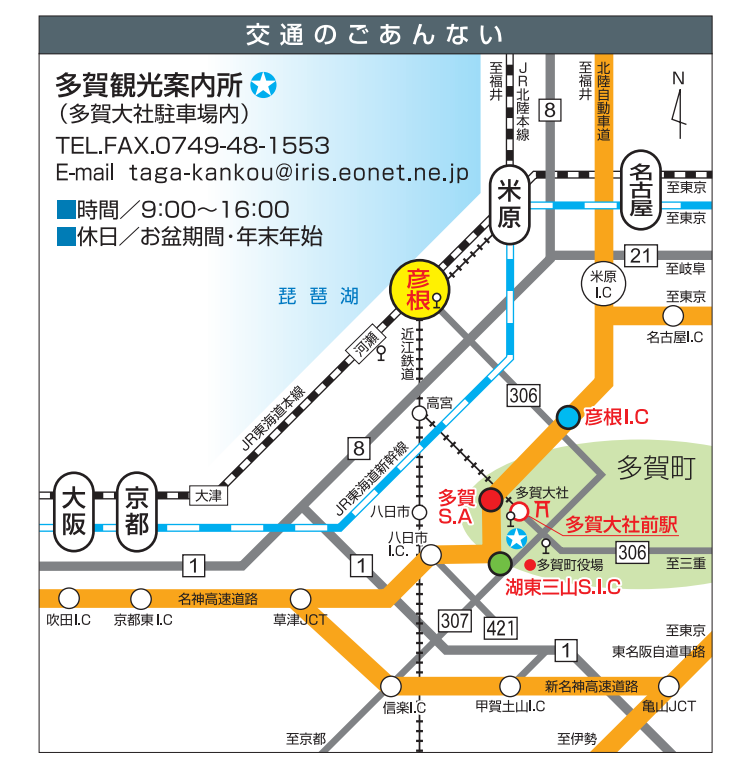 交通のごあんない
多賀観光案内所
(多賀大社駐車場内)
TEL.FAX.0749-48-1553
E-mail taga-kankou@iris.eonet.ne.jp
■時間/9:00〜16:00
■休日/お盆期間・年末年始
至福井
JR北陸本線
8
至福井
北陸自動車道
N
米原
名古屋
至東京
至東京
21
至岐阜
米原
I.C
至東京
名古屋I.C
琵琶湖
彦根
河瀬
近江鉄道
306
高宮
彦根I.C
JR東海道本線
8
JR東海道新幹線
多賀町
大阪
京都
大津
八日市
多賀
S.A
多賀大社
多賀大社前駅
八日市
I.C.
306
至三重
多賀町役場
湖東三山S.I.C
1
1
名神高速道路
吹田I.C
京都東I.C
草津JCT
307
421
1
至東京
東名阪自道車路
新名神高速道路
信楽I.C
甲賀土山I.C
亀山JCT
至京都
至伊勢